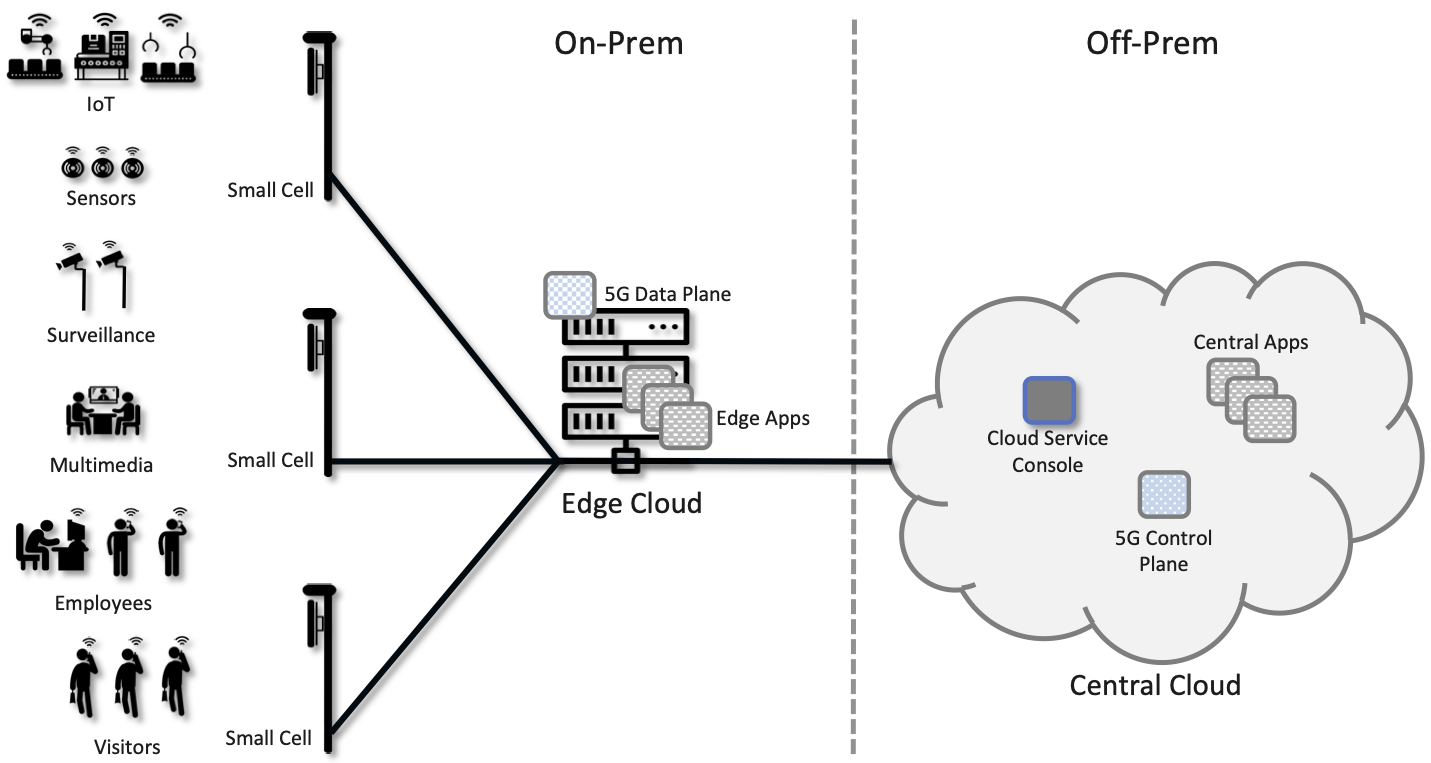 On-Prem
Off-Prem
IoT
Sensors
Surveillance
Multimedia
Employees
Visitors
Small Cell
Small Cell
Small Cell
5G Data Plane
Edge Apps
Edge Cloud
Central Apps
Cloud Service
Console
5G Control
Plane
Central Cloud